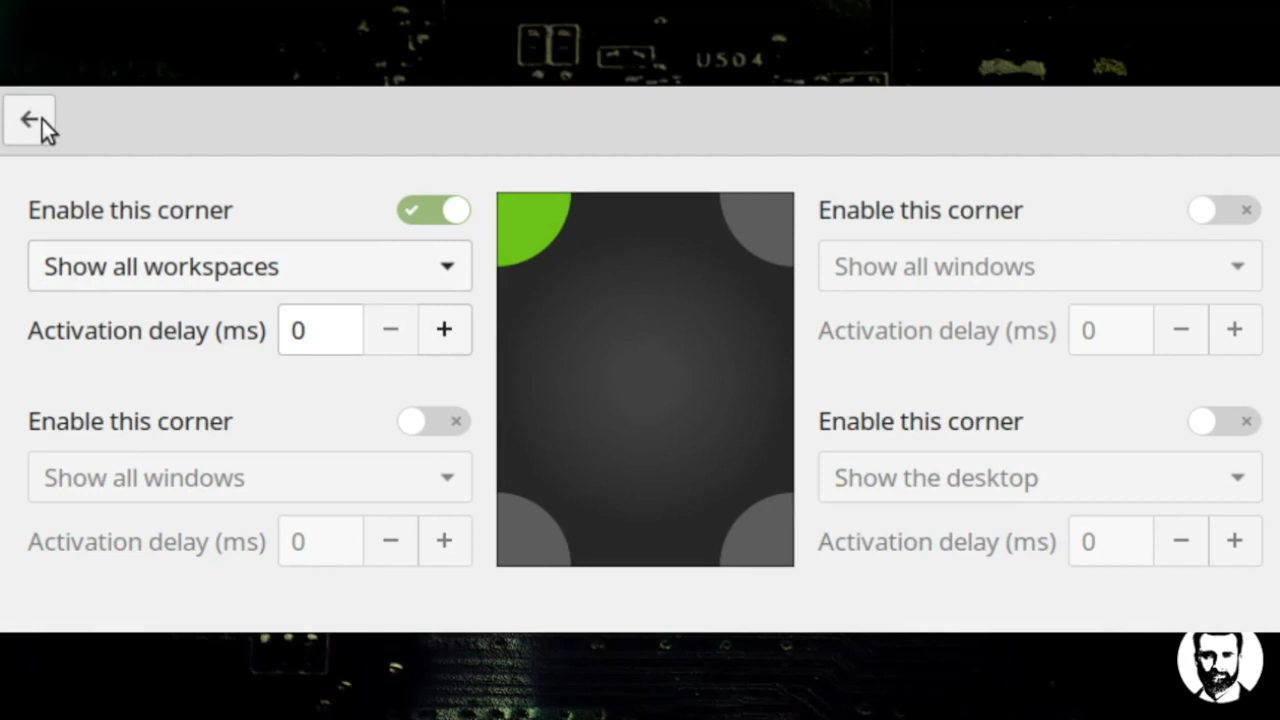 U504
Enable this corner
Show all workspaces
Activation delay (ms) 0 − +
Enable this corner
Show all windows
Activation delay (ms) 0 − +
Enable this corner
Show all windows
Activation delay (ms) 0 − +
Enable this corner
Show the desktop
Activation delay (ms) 0 − +